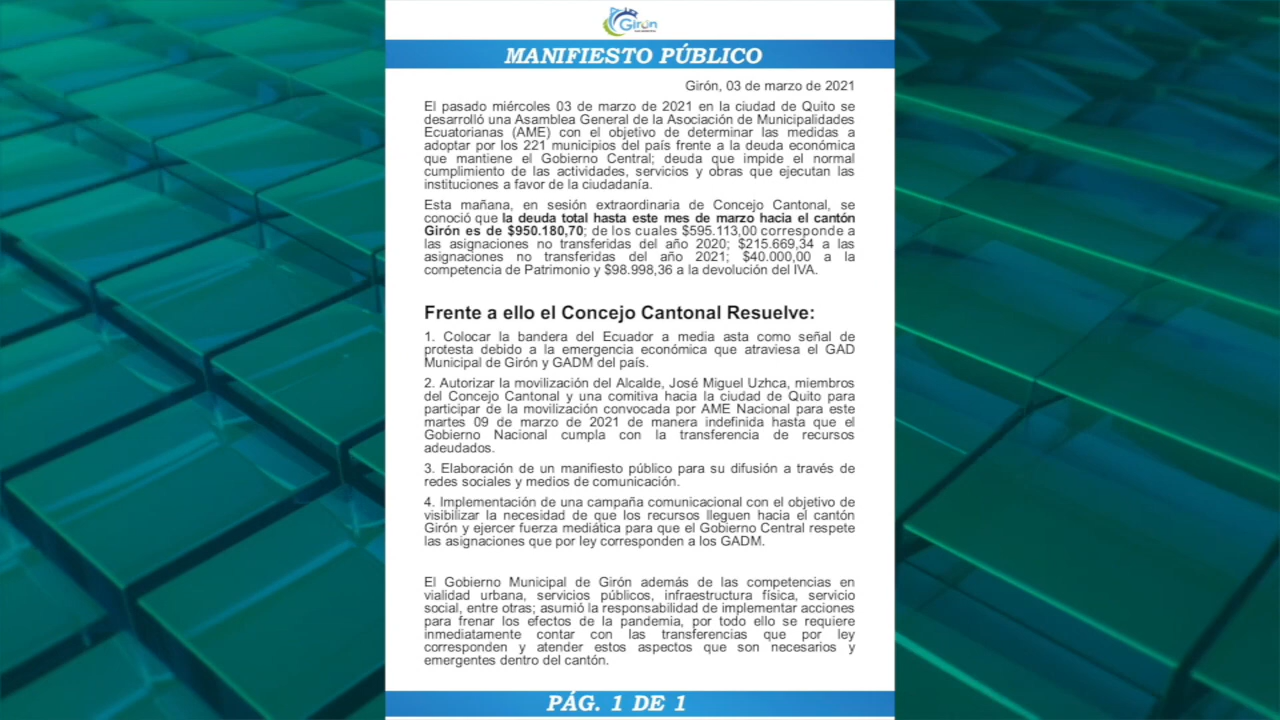 Girón
MANIFIESTO PÚBLICO
Girón, 03 de marzo de 2021
El pasado miércoles 03 de marzo de 2021 en la ciudad de Quito se
desarrolló una Asamblea General de la Asociación de Municipalidades
Ecuatorianas (AME) con el objetivo de determinar las medidas a
adoptar por los 221 municipios del país frente a la deuda económica
que mantiene el Gobierno Central; deuda que impide el normal
cumplimiento de las actividades, servicios y obras que ejecutan las
instituciones a favor de la ciudadanía.
Esta mañana, en sesión extraordinaria de Concejo Cantonal, se
conoció que la deuda total hasta este mes de marzo hacia el cantón
Girón es de $950.180,70; de los cuales $595.113,00 corresponde a
las asignaciones no transferidas del año 2020; $215.669,34 a las
asignaciones no transferidas del año 2021; $40.000,00 a la
competencia de Patrimonio y $98.998,36 a la devolución del IVA.
Frente a ello el Concejo Cantonal Resuelve:
1. Colocar la bandera del Ecuador a media asta como señal de
protesta debido a la emergencia económica que atraviesa el GAD
Municipal de Girón y GADM del país.
2. Autorizar la movilización del Alcalde, José Miguel Uzhca, miembros
del Concejo Cantonal y una comitiva hacia la ciudad de Quito para
participar de la movilización convocada por AME Nacional para este
martes 09 de marzo de 2021 de manera indefinida hasta que el
Gobierno Nacional cumpla con la transferencia de recursos
adeudados.
3. Elaboración de un manifiesto público para su difusión a través de
redes sociales y medios de comunicación.
4. Implementación de una campaña comunicacional con el objetivo de
visibilizar la necesidad de que los recursos lleguen hacia el cantón
Girón y ejercer fuerza mediática para que el Gobierno Central respete
las asignaciones que por ley corresponden a los GADM.
El Gobierno Municipal de Girón además de las competencias en
vialidad urbana, servicios públicos, infraestructura física, servicio
social, entre otras; asumió la responsabilidad de implementar acciones
para frenar los efectos de la pandemia, por todo ello se requiere
inmediatamente contar con las transferencias que por ley
corresponden y atender estos aspectos que son necesarios y
emergentes dentro del cantón.
PÁG. 1 DE 1